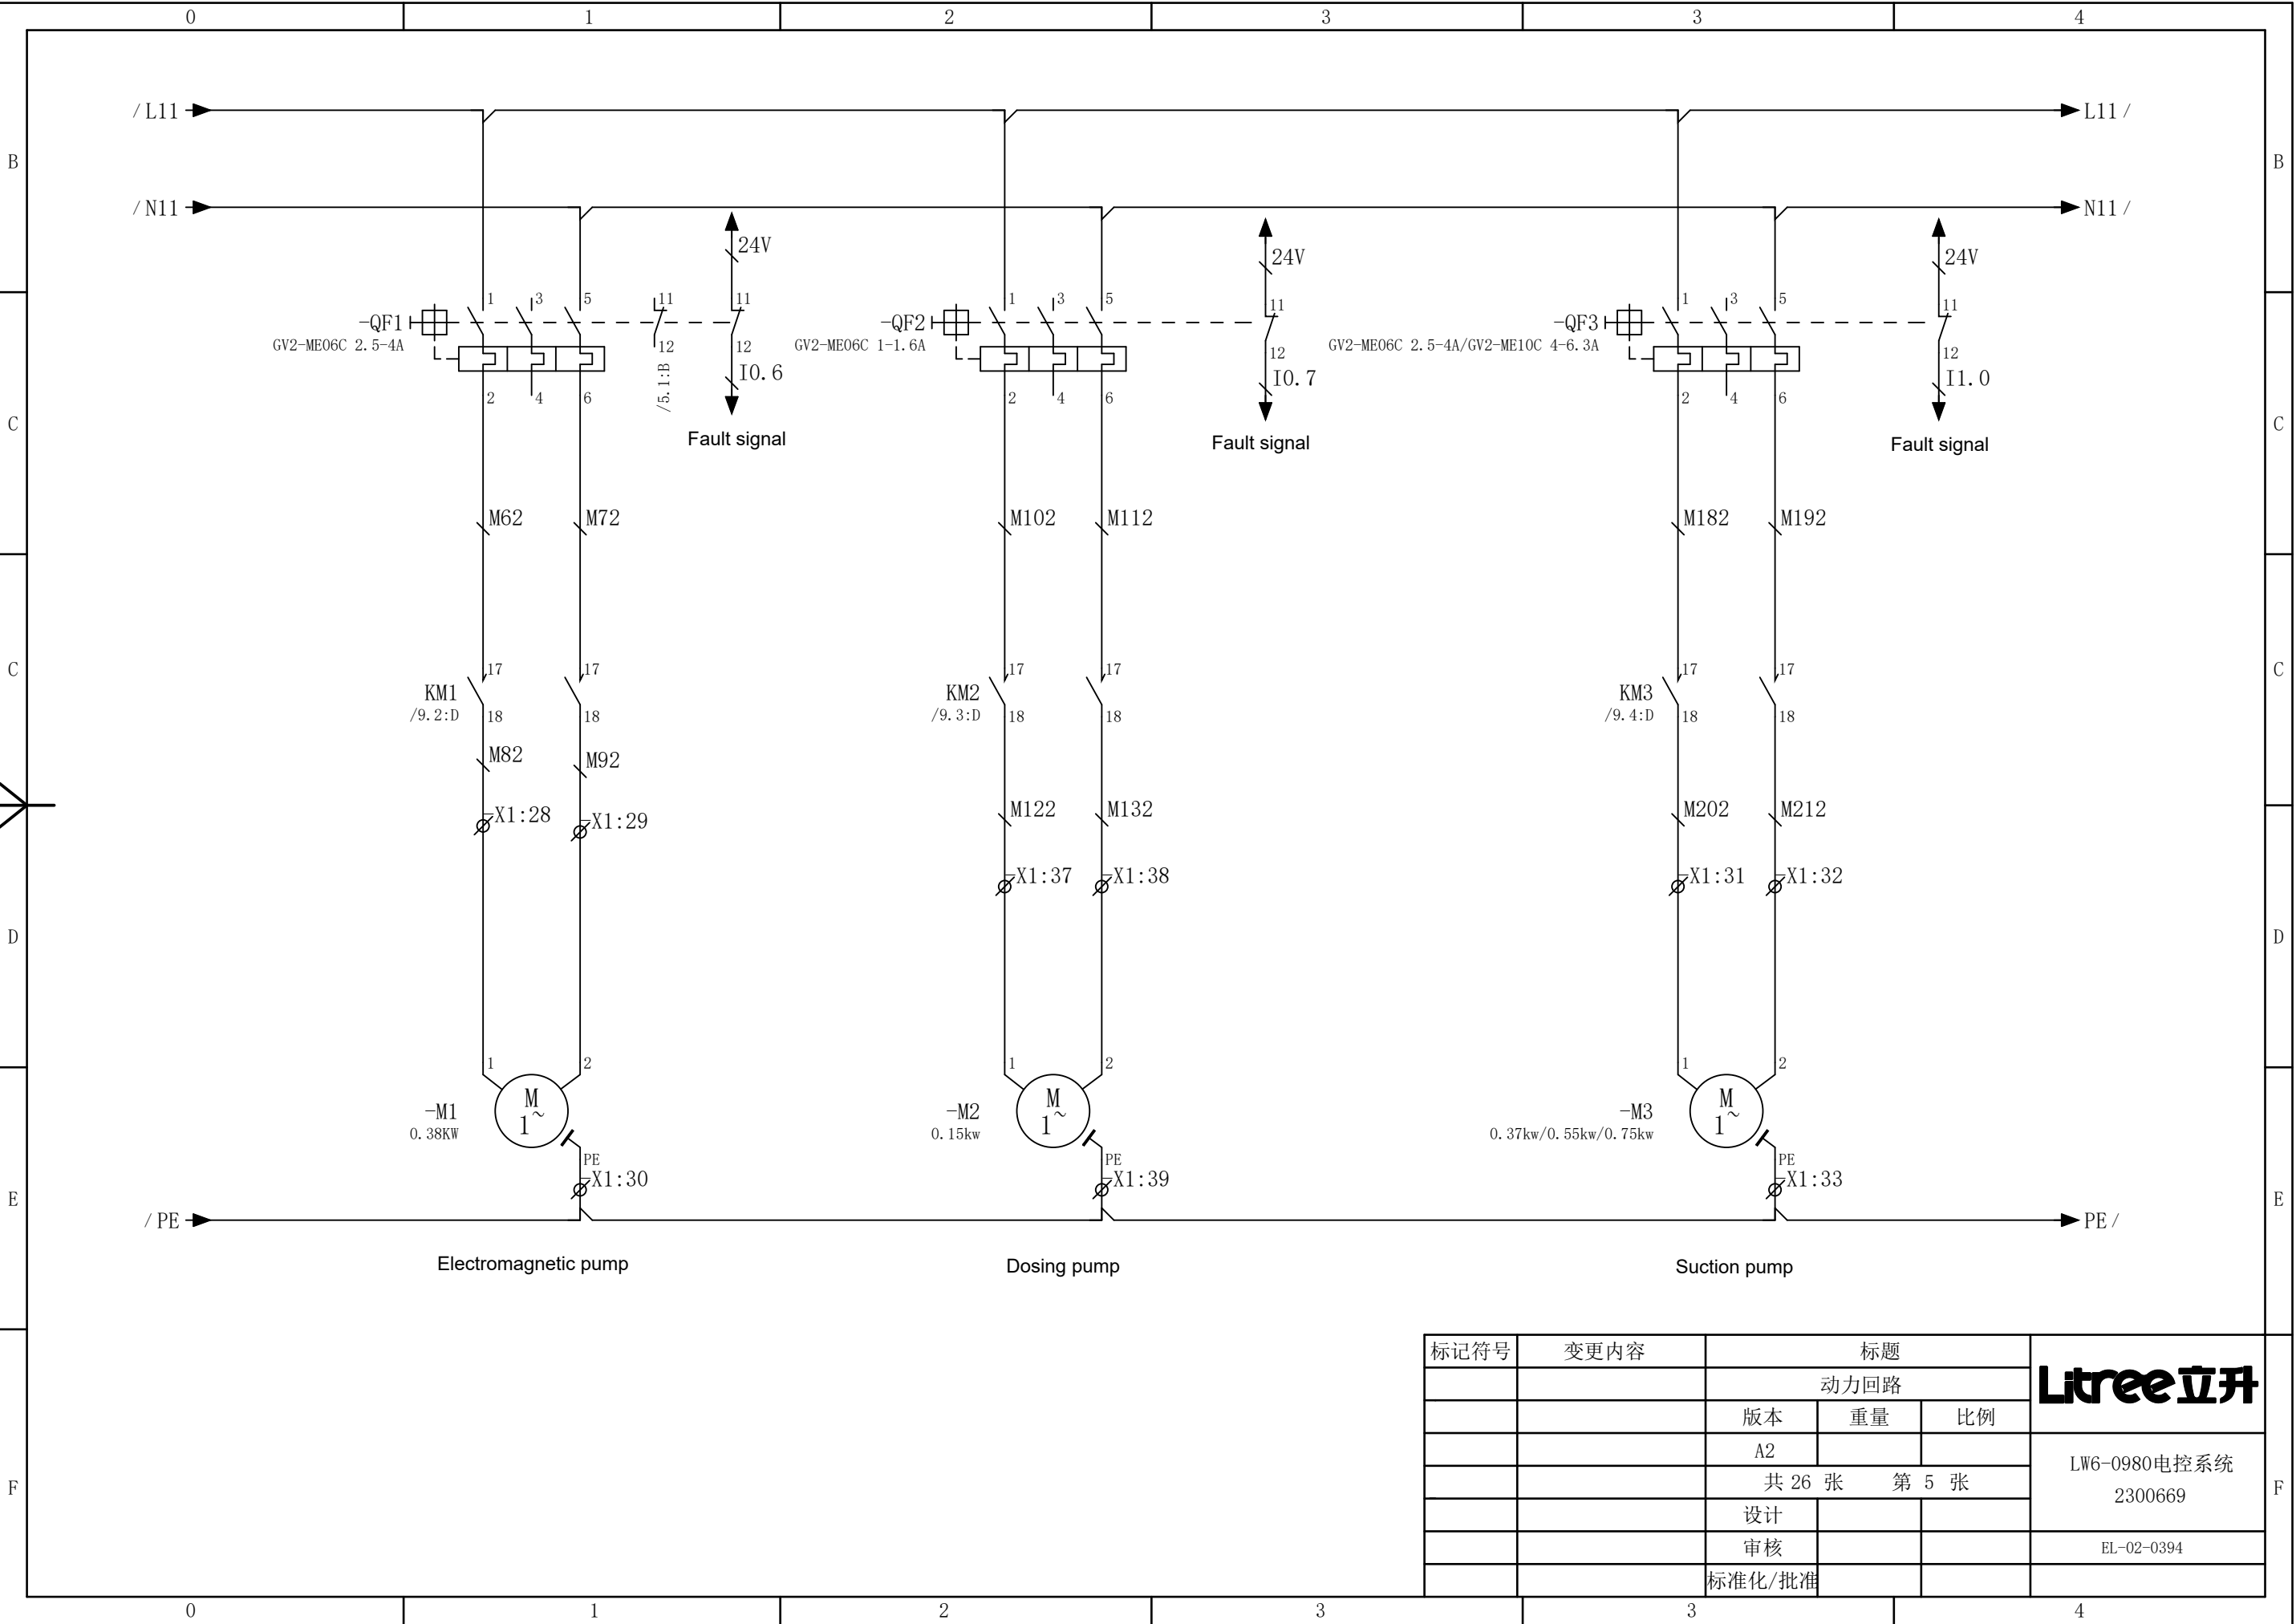 0 1 2 3 3 4
/ L11 L11 /
B B
/ N11 N11 /
24V 24V 24V
1 3 5 11 11 1 3 5 11 1 3 5 11
-QF1 -QF2 -QF3
GV2-ME06C 2.5-4A GV2-ME06C 1-1.6A GV2-ME06C 2.5-4A/GV2-ME10C 4-6.3A
12 12 12 12
I0.6 I0.7 I1.0
/5.1:B
2 4 6 2 4 6 2 4 6
C C
Fault signal Fault signal Fault signal
M62 M72 M102 M112 M182 M192
17 17 17 17 17 17
C C
KM1 KM2 KM3
/9.2:D /9.3:D /9.4:D
18 18 18 18 18 18
M82 M92
-X1:28 -X1:29
M122 M132 M202 M212
-X1:37 -X1:38 -X1:31 -X1:32
D D
1 2 1 2 1 2
M M M
-M1 1~ -M2 1~ -M3 1~
0.38KW 0.15kw 0.37kw/0.55kw/0.75kw
PE PE PE
-X1:30 -X1:39 -X1:33
E E
/ PE PE /
Electromagnetic pump Dosing pump Suction pump
标记符号 变更内容 标题
Litree立升
动力回路
版本 重量 比例
A2
LW6-0980电控系统
共 26 张 第 5 张
2300669
F F
设计
审核
EL-02-0394
标准化/批准
0 1 2 3 3 4